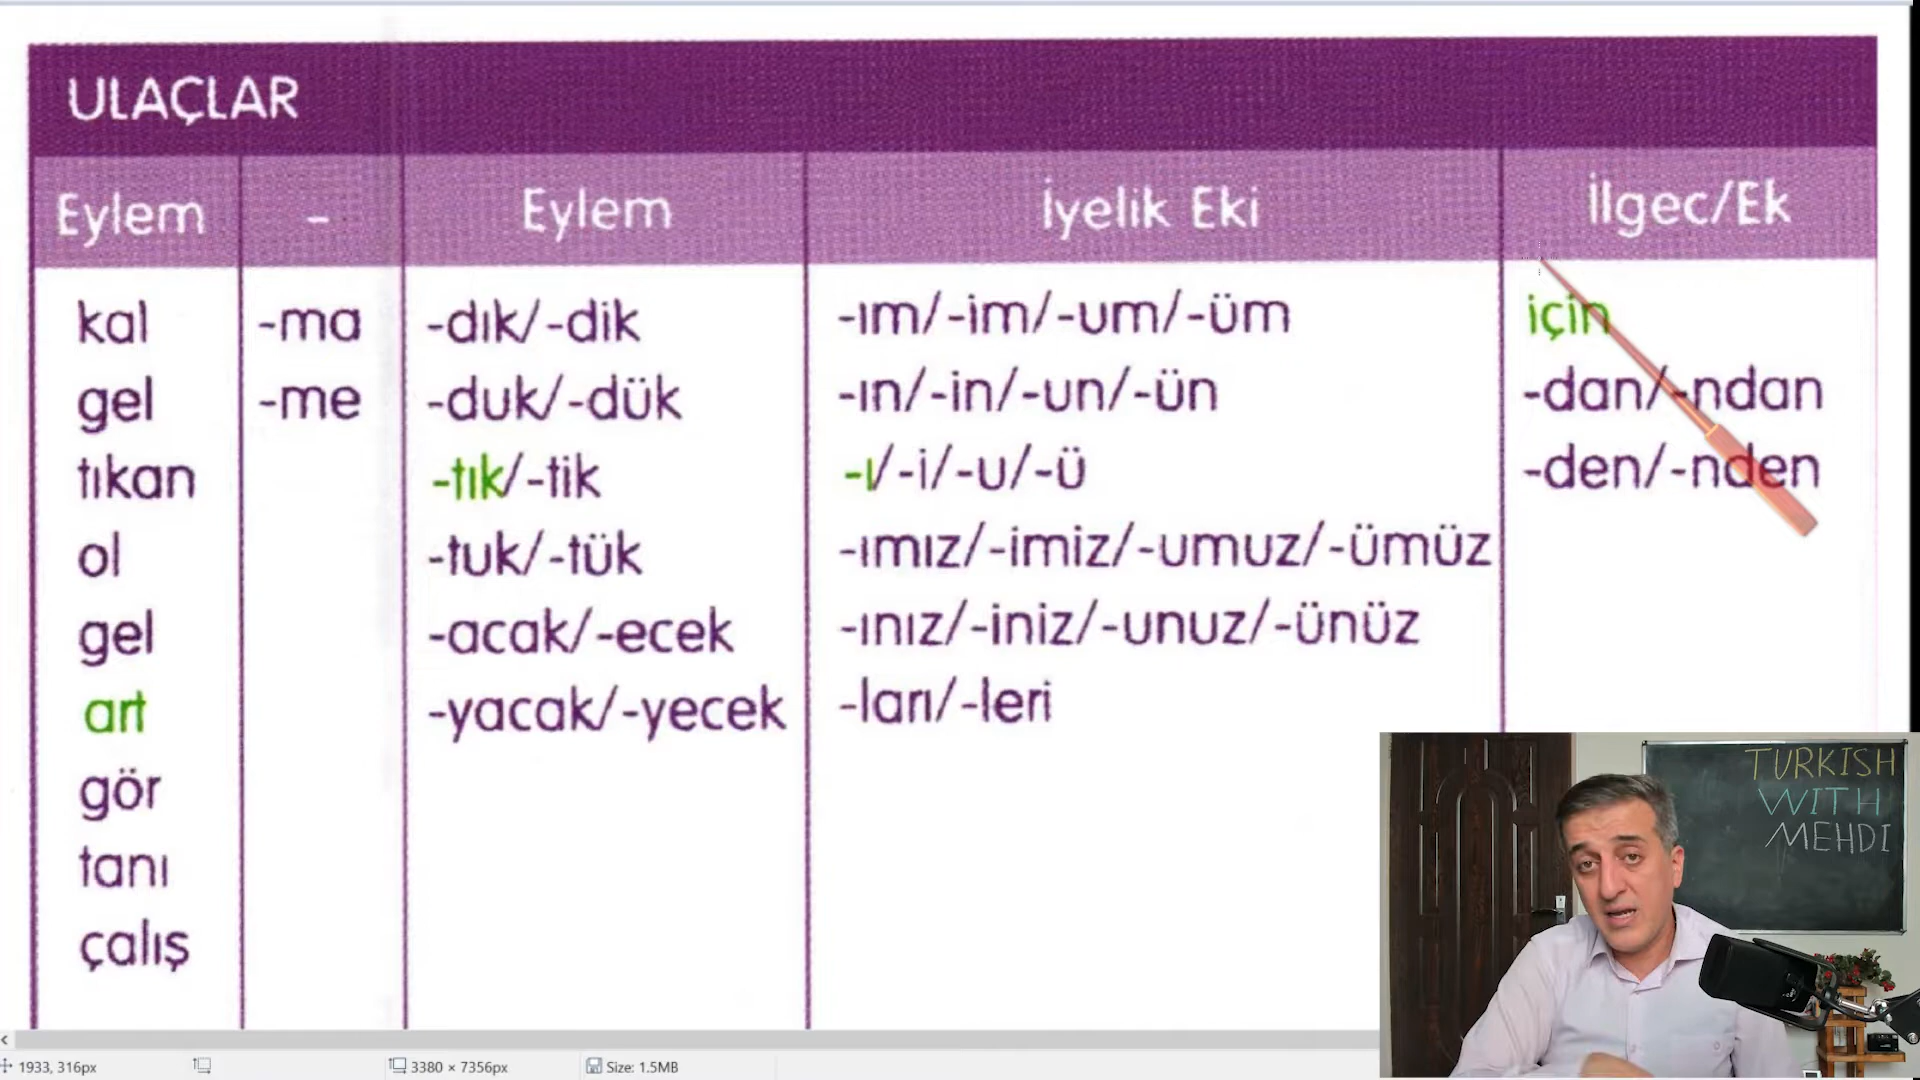 ULAÇLAR
Eylem - Eylem İyelik Eki İlgec/Ek
kal -ma -dık/-dik -ım/-im/-um/-üm için
gel -me -duk/-dük -ın/-in/-un/-ün -dan/-ndan
tıkan -tık/-tik -ı/-i/-u/-ü -den/-nden
ol -tuk/-tük -ımız/-imiz/-umuz/-ümüz
gel -acak/-ecek -ınız/-iniz/-unuz/-ünüz
art -yacak/-yecek -ları/-leri
gör
tanı
çalış
TURKISH
WITH
MEHDI
1933, 316px 3380 × 7356px Size: 1.5MB